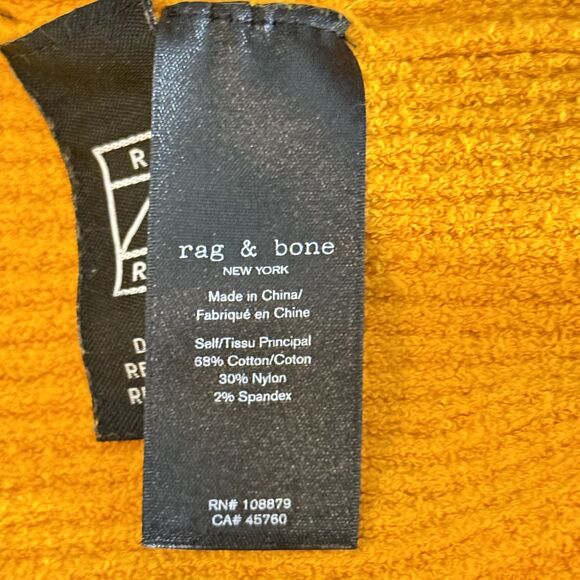 rag & bone
NEW YORK
Made in China/
Fabriqué en Chine
Self/Tissu Principal
68% Cotton/Coton
30% Nylon
2% Spandex
RN# 108879
CA# 45760
R
R
D
RE